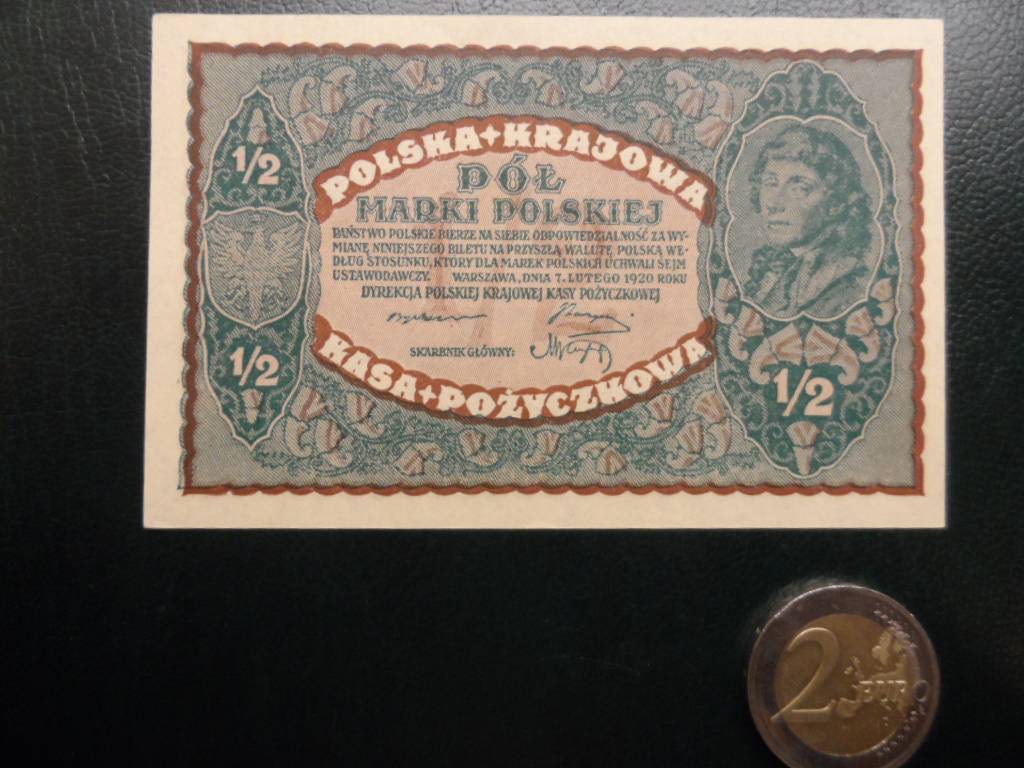 POLSKA+KRAJOWA
1/2
PÓŁ
MARKI POLSKIEJ
PAŃSTWO POLSKIE BIERZE NA SIEBIE ODPOWIEDZIALNOŚĆ ZA WY-
MIANĘ NINIEJSZEGO BILETU NA PRZYSZŁĄ WALUTĘ POLSKĄ WE-
DŁUG STOSUNKU, KTÓRY DLA MAREK POLSKICH UCHWALI SEJM
USTAWODAWCZY. WARSZAWA, DNIA 7. LUTEGO 1920 ROKU
DYREKCJA POLSKIEJ KRAJOWEJ KASY POŻYCZKOWEJ
SKARBNIK GŁÓWNY:
1/2
KASA+POŻYCZKOWA
1/2
2 EURO